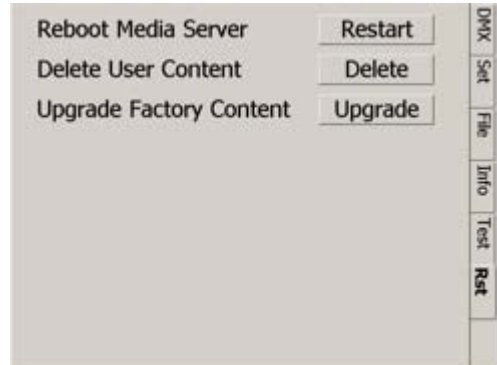 Reboot Media Server Restart
Delete User Content Delete
Upgrade Factory Content Upgrade
DMX
Set
File
Info
Test
Rst